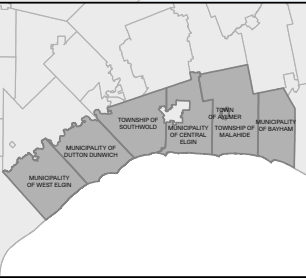 MUNICIPALITY
OF WEST ELGIN
MUNICIPALITY OF
DUTTON DUNWICH
TOWNSHIP OF
SOUTHWOLD
MUNICIPALITY
OF CENTRAL
ELGIN
TOWN
OF AYLMER
TOWNSHIP OF
MALAHIDE
MUNICIPALITY
OF BAYHAM